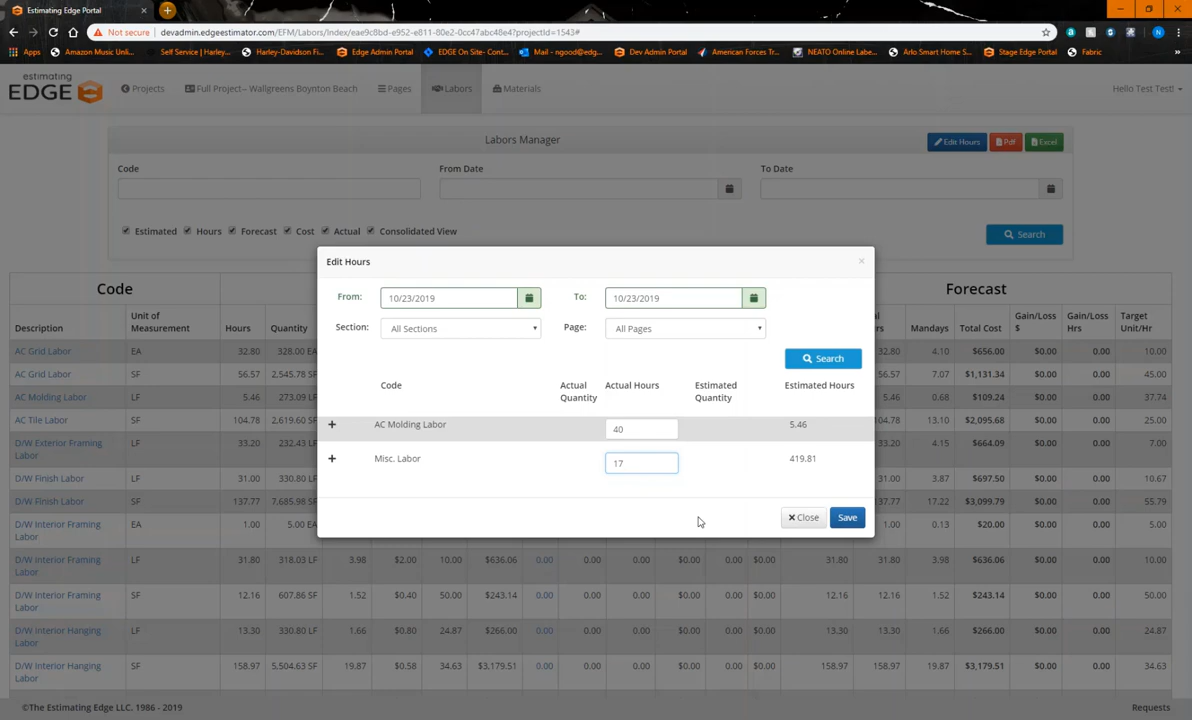 Estimating Edge Portal
Not secure | devadmin.edgeestimator.com/EFM/Labors/Index/eae9c8bd-e952-e811-80e2-0cc47abc48e4?projectId=1543#
Apps Amazon Music Unli... Self Service | Harley... Harley-Davidson Fi... Edge Admin Portal EDGE On Site- Cont... Mail – ngood@edg... Dev Admin Portal American Forces Tr... NEATO Online Labe... Arlo Smart Home S... Stage Edge Portal Fabric »
estimating
EDGE
Projects Full Project– Wallgreens Boynton Beach Pages Labors Materials Hello Test Test!
Labors Manager Edit Hours Pdf Excel
Code From Date To Date
Estimated Hours Forecast Cost Actual Consolidated View Search
Code Forecast
Description Unit of Measurement Hours Quantity Mandays Total Cost Gain/Loss $ Gain/Loss Hrs Target Unit/Hr
AC Grid Labor EA 32.80 328.00 EA 32.80 4.10 $656.00 $0.00 0.00 10.00
AC Grid Labor SF 56.57 2,545.78 SF 56.57 7.07 $1,131.34 $0.00 0.00 45.00
AC Molding Labor LF 5.46 273.09 LF 5.46 0.68 $109.24 $0.00 0.00 37.74
AC Tile Labor SF 104.78 2,619.60 SF 104.78 13.10 $2,095.68 $0.00 0.00 25.00
D/W Exterior Framing Labor LF 33.20 232.43 LF 33.20 4.15 $664.09 $0.00 0.00 7.00
D/W Finish Labor LF 31.00 330.80 LF 31.00 3.87 $697.50 $0.00 0.00 10.67
D/W Finish Labor SF 137.77 7,685.98 SF 137.77 17.22 $3,099.79 $0.00 0.00 55.79
D/W Interior Framing Labor EA 1.00 5.00 EA 1.00 0.13 $20.00 $0.00 0.00 5.00
D/W Interior Framing Labor LF 31.80 318.03 LF 3.98 $2.00 10.00 $636.06 0.00 0.00 $0.00 $0.00 0.00 $0.00 31.80 31.80 3.98 $636.06 $0.00 0.00 10.00
D/W Interior Framing Labor SF 12.16 607.86 SF 1.52 $0.40 50.00 $243.14 0.00 0.00 $0.00 $0.00 0.00 $0.00 12.16 12.16 1.52 $243.14 $0.00 0.00 50.00
D/W Interior Hanging Labor LF 13.30 330.80 LF 1.66 $0.80 24.87 $266.00 0.00 0.00 $0.00 $0.00 0.00 $0.00 13.30 13.30 1.66 $266.00 $0.00 0.00 24.87
D/W Interior Hanging Labor SF 158.97 5,504.63 SF 19.87 $0.58 34.63 $3,179.51 0.00 0.00 $0.00 $0.00 0.00 $0.00 158.97 158.97 19.87 $3,179.51 $0.00 0.00 34.63
Edit Hours ×
From: 10/23/2019 To: 10/23/2019
Section: All Sections Page: All Pages
Search
Code Actual Quantity Actual Hours Estimated Quantity Estimated Hours
+ AC Molding Labor 40 5.46
+ Misc. Labor 17 419.81
Close Save
©The Estimating Edge LLC. 1986 - 2019 Requests